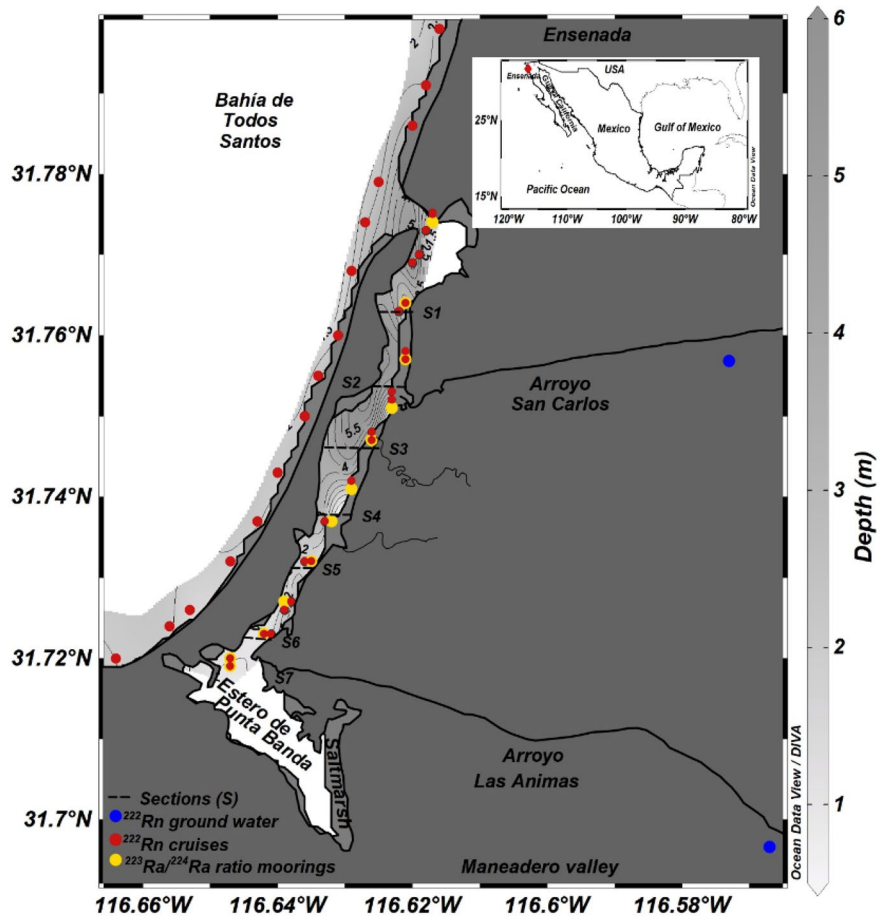 Ensenada
Bahía de
Todos
Santos
USA
Ensenada
Gulf of California
Mexico
Gulf of Mexico
Pacific Ocean
25°N
15°N
120°W
110°W
100°W
90°W
80°W
Ocean Data View
6
5
4
3
2
1
Depth (m)
31.78°N
31.76°N
31.74°N
31.72°N
31.7°N
2
S1
S2
5.5
S3
4
S4
2
S5
S6
S7
Arroyo
San Carlos
Estero de
Punta Banda
Saltmarsh
Arroyo
Las Animas
Maneadero valley
Sections (S)
²²²Rn ground water
²²²Rn cruises
²²³Ra/²²⁴Ra ratio moorings
Ocean Data View / DIVA
116.66°W
116.64°W
116.62°W
116.6°W
116.58°W